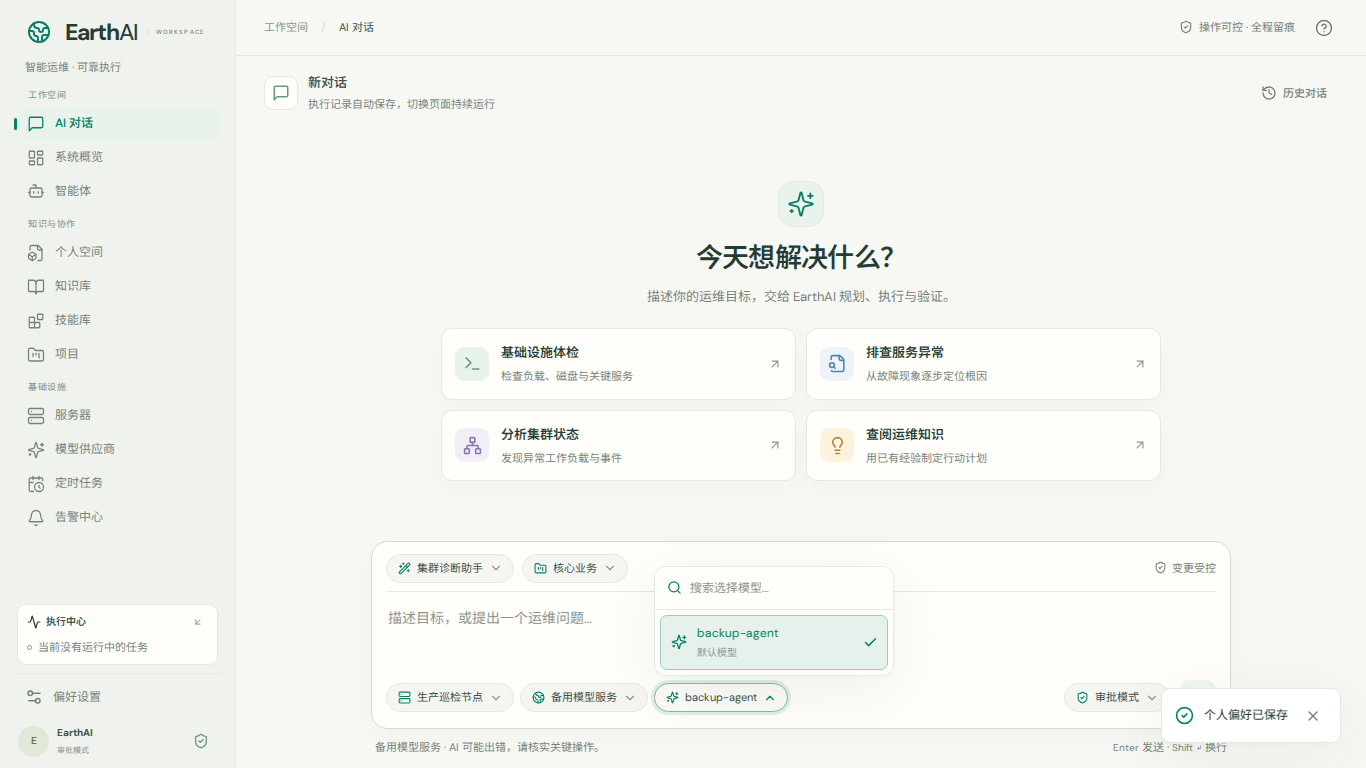 EarthAI | WORKSPACE
智能运维 · 可靠执行
工作空间
AI 对话
系统概览
智能体
知识与协作
个人空间
知识库
技能库
项目
基础设施
服务器
模型供应商
定时任务
告警中心
执行中心
当前没有运行中的任务
偏好设置
E
EarthAI
审批模式
工作空间 / AI 对话
操作可控 · 全程留痕
新对话
执行记录自动保存，切换页面持续运行
历史对话
今天想解决什么？
描述你的运维目标，交给 EarthAI 规划、执行与验证。
基础设施体检
检查负载、磁盘与关键服务
排查服务异常
从故障现象逐步定位根因
分析集群状态
发现异常工作负载与事件
查阅运维知识
用已有经验制定行动计划
集群诊断助手
核心业务
变更受控
搜索选择模型...
描述目标，或提出一个运维问题...
backup-agent
默认模型
生产巡检节点
备用模型服务
backup-agent
审批模式
个人偏好已保存
备用模型服务 · AI 可能出错，请核实关键操作。
Enter 发送 · Shift ↵ 换行